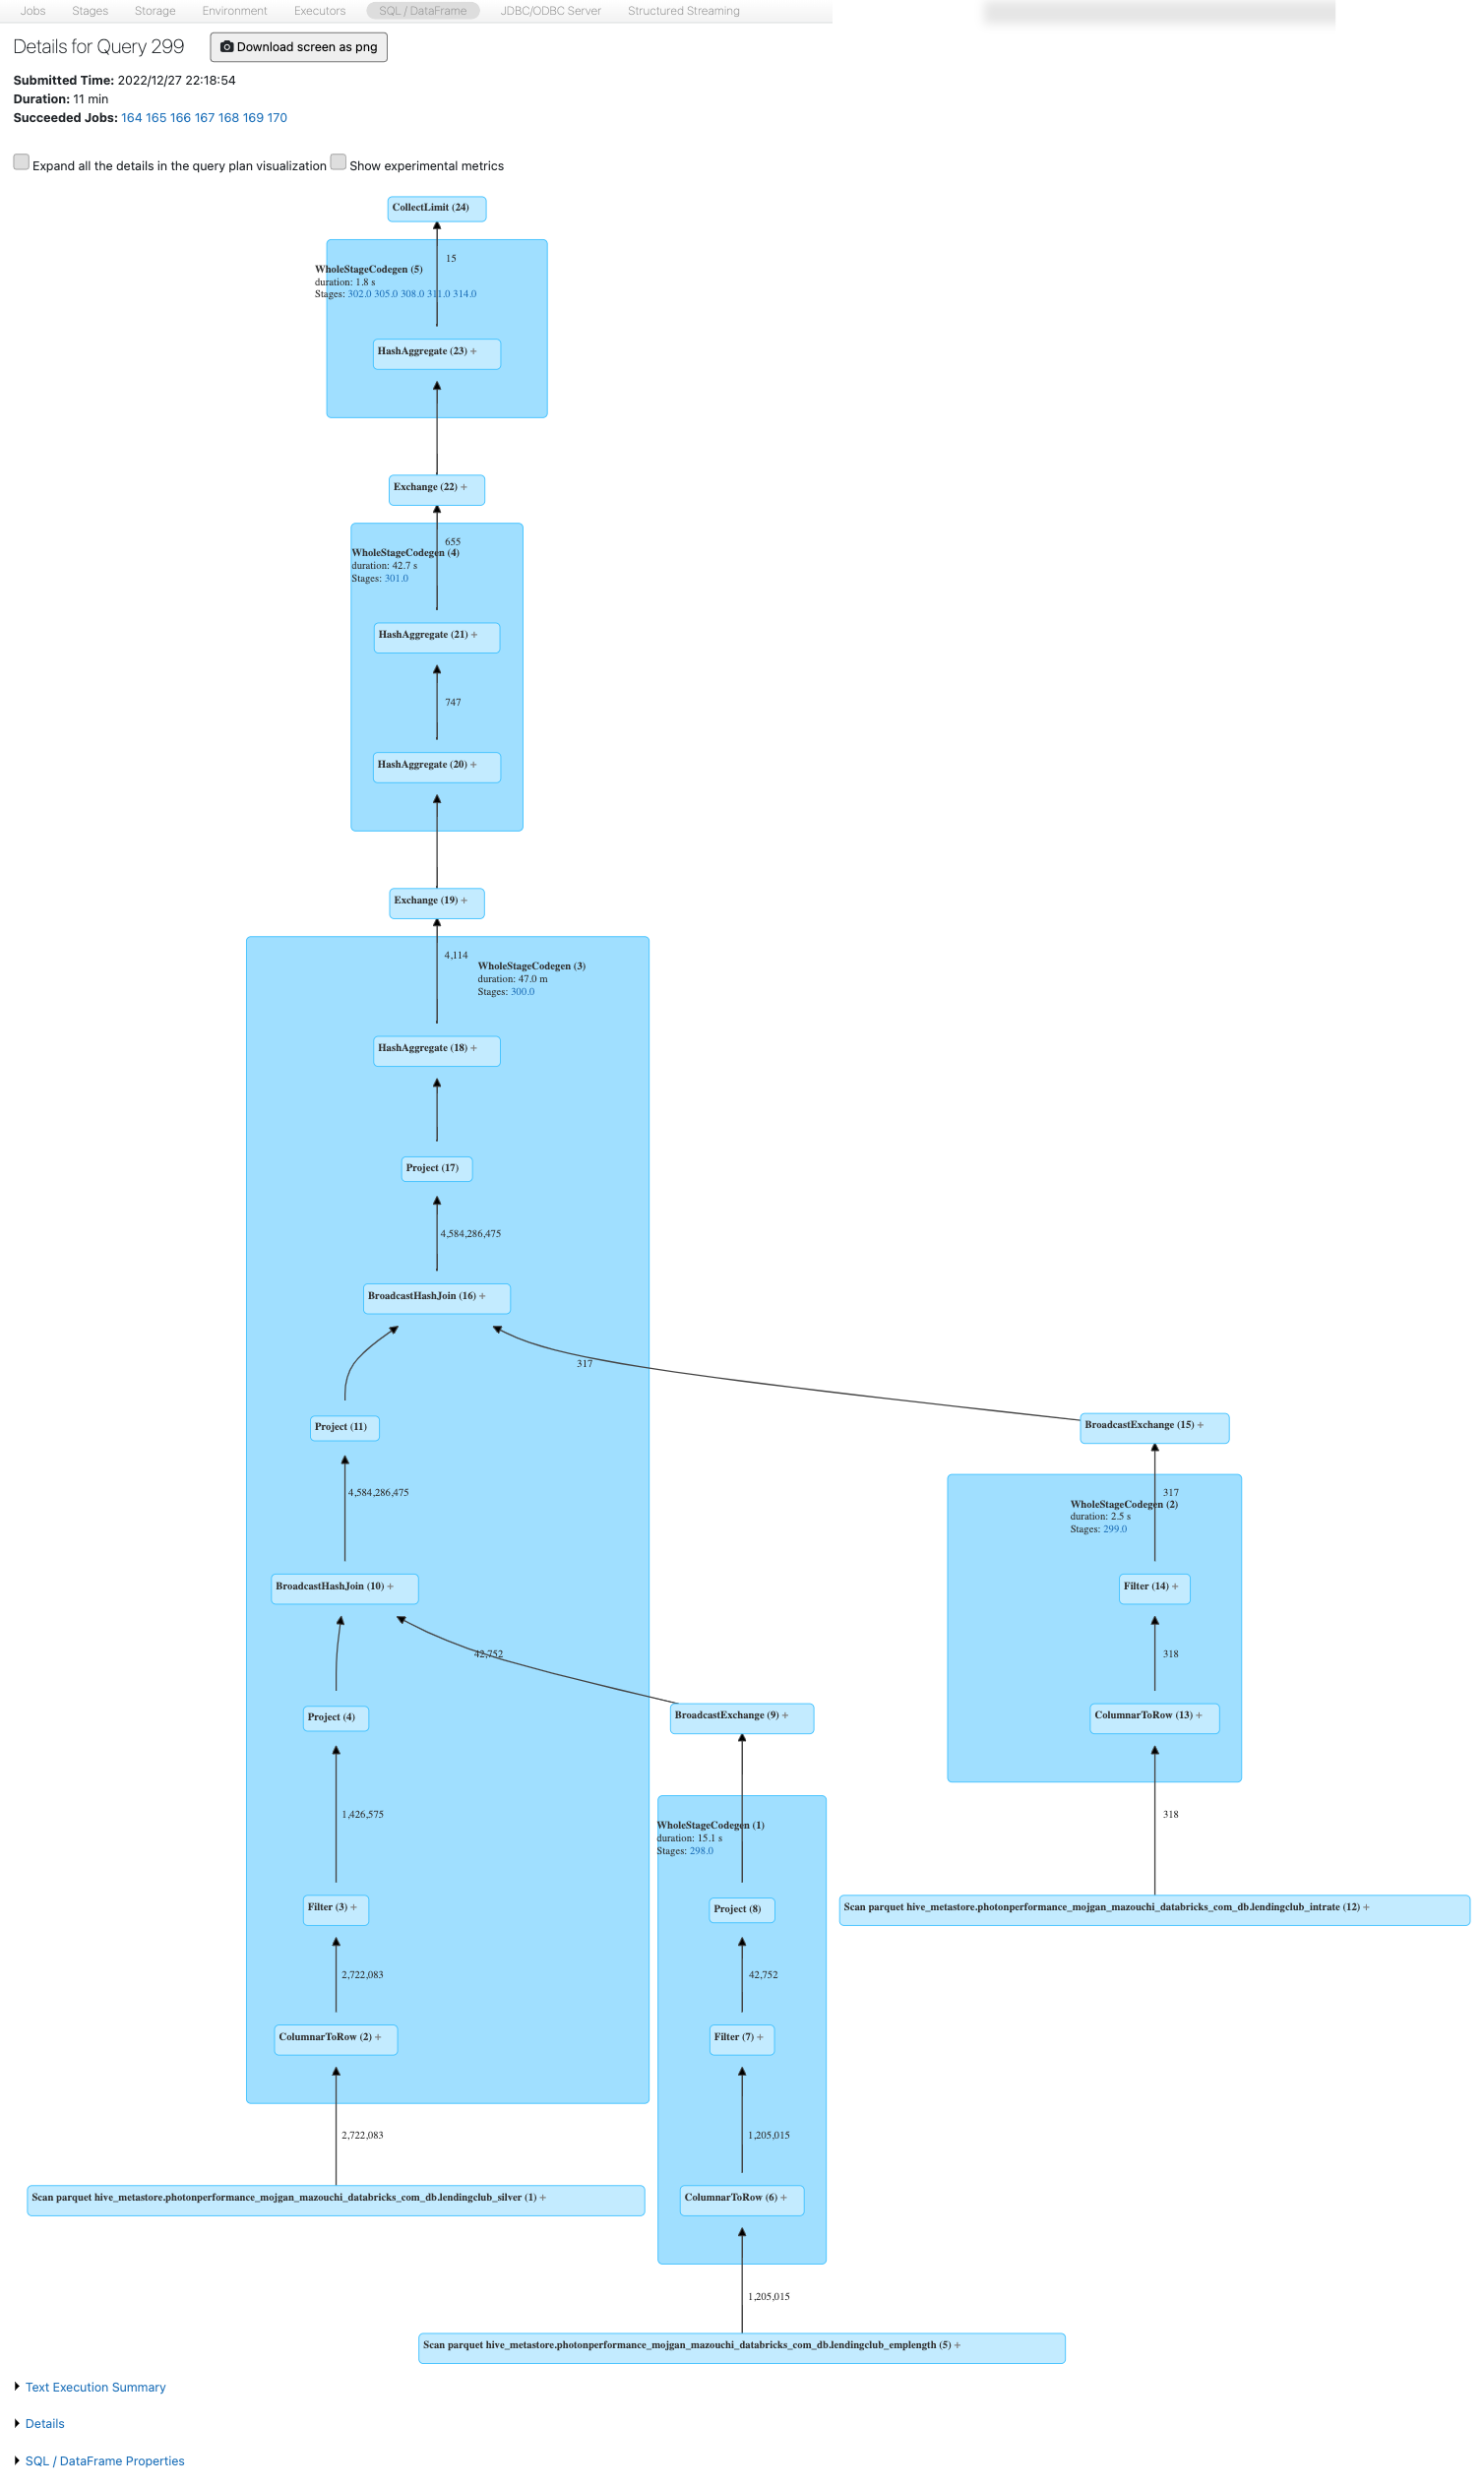 Jobs Stages Storage Environment Executors SQL / DataFrame JDBC/ODBC Server Structured Streaming
Details for Query 299 Download screen as png
Submitted Time: 2022/12/27 22:18:54
Duration: 11 min
Succeeded Jobs: 164 165 166 167 168 169 170
Expand all the details in the query plan visualization Show experimental metrics
CollectLimit (24)
15
WholeStageCodegen (5)
duration: 1.8 s
Stages: 302.0 305.0 308.0 311.0 314.0
HashAggregate (23) +
Exchange (22) +
655
WholeStageCodegen (4)
duration: 42.7 s
Stages: 301.0
HashAggregate (21) +
747
HashAggregate (20) +
Exchange (19) +
4,114
WholeStageCodegen (3)
duration: 47.0 m
Stages: 300.0
HashAggregate (18) +
Project (17)
4,584,286,475
BroadcastHashJoin (16) +
317
Project (11)
BroadcastExchange (15) +
4,584,286,475
317
WholeStageCodegen (2)
duration: 2.5 s
Stages: 299.0
BroadcastHashJoin (10) +
Filter (14) +
42,752
318
Project (4)
BroadcastExchange (9) +
ColumnarToRow (13) +
1,426,575
318
WholeStageCodegen (1)
duration: 15.1 s
Stages: 298.0
Filter (3) +
Project (8)
Scan parquet hive_metastore.photonperformance_mojgan_mazouchi_databricks_com_db.lendingclub_intrate (12) +
2,722,083
42,752
ColumnarToRow (2) +
Filter (7) +
2,722,083
1,205,015
Scan parquet hive_metastore.photonperformance_mojgan_mazouchi_databricks_com_db.lendingclub_silver (1) +
ColumnarToRow (6) +
1,205,015
Scan parquet hive_metastore.photonperformance_mojgan_mazouchi_databricks_com_db.lendingclub_emplength (5) +
Text Execution Summary
Details
SQL / DataFrame Properties